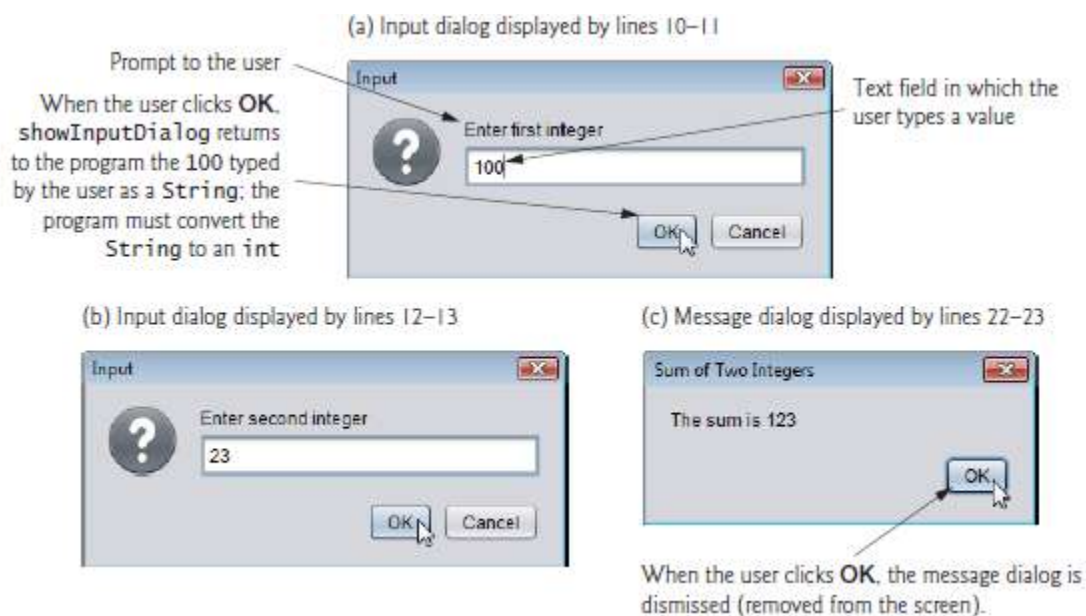 (a) Input dialog displayed by lines 10–11
Prompt to the user
When the user clicks OK,
showInputDialog returns
to the program the 100 typed
by the user as a String; the
program must convert the
String to an int
Input
Enter first integer
100
OK
Cancel
Text field in which the
user types a value
(b) Input dialog displayed by lines 12–13
Input
Enter second integer
23
OK
Cancel
(c) Message dialog displayed by lines 22–23
Sum of Two Integers
The sum is 123
OK
When the user clicks OK, the message dialog is
dismissed (removed from the screen).